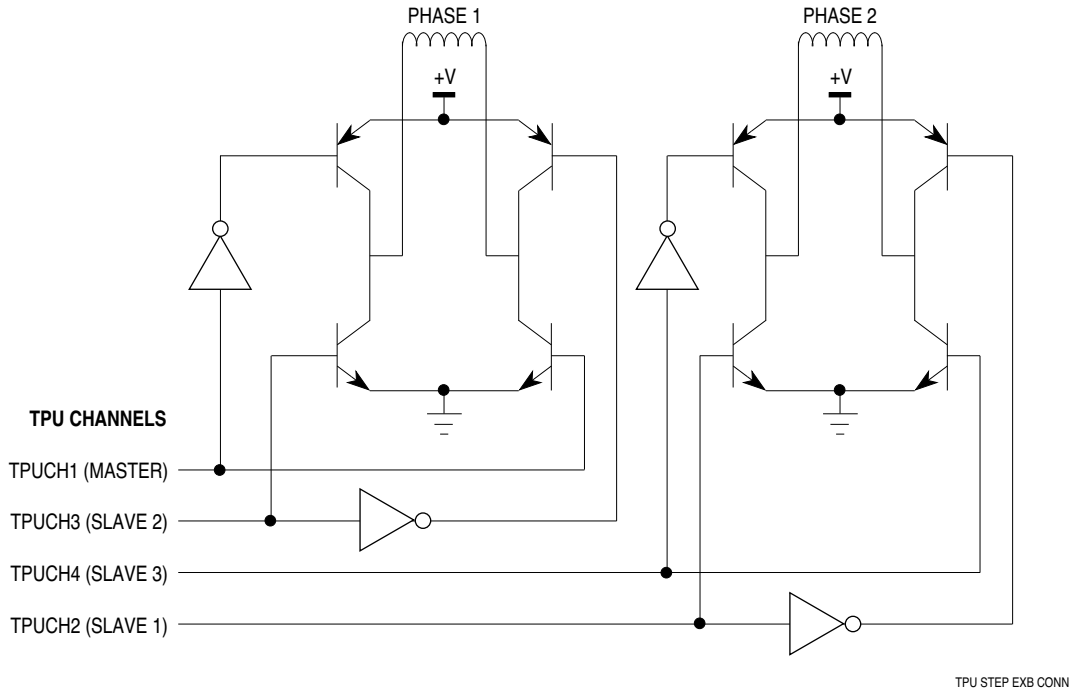 PHASE 1
PHASE 2
+V
+V
TPU CHANNELS
TPUCH1 (MASTER)
TPUCH3 (SLAVE 2)
TPUCH4 (SLAVE 3)
TPUCH2 (SLAVE 1)
TPU STEP EXB CONN